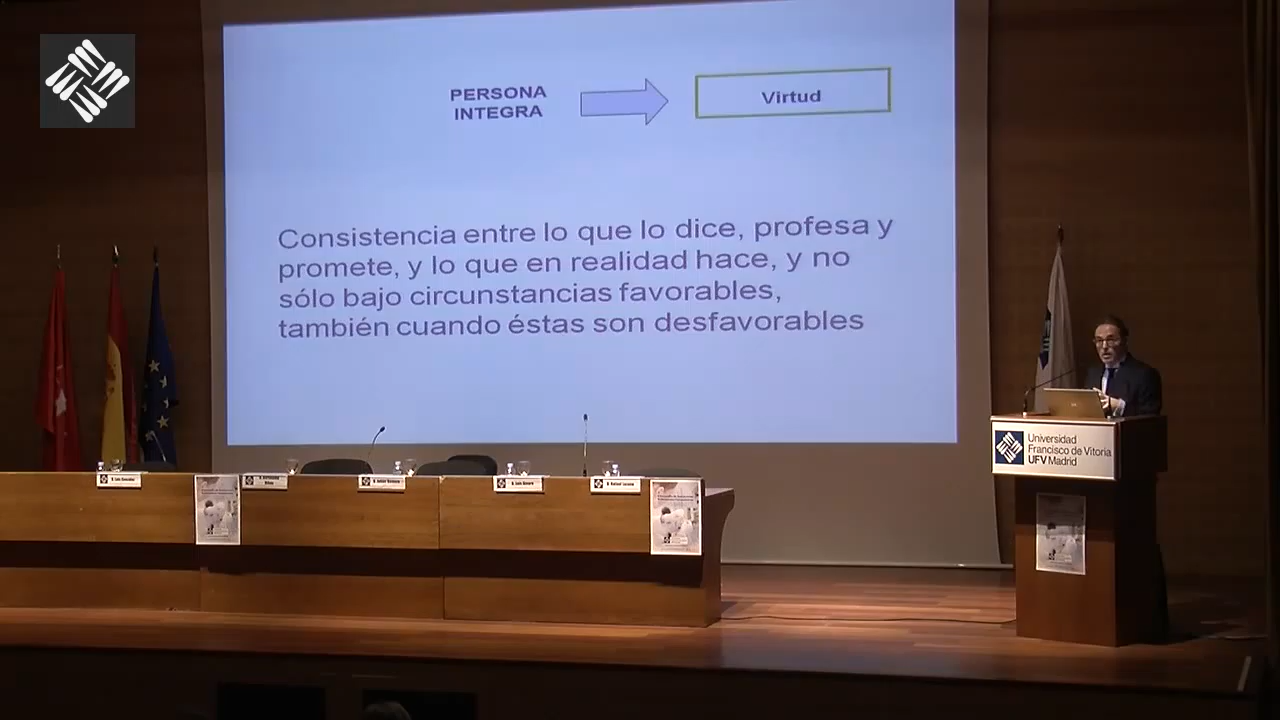 PERSONA
INTEGRA
Virtud
Consistencia entre lo que lo dice, profesa y
promete, y lo que en realidad hace, y no
sólo bajo circunstancias favorables,
también cuando éstas son desfavorables
Universidad
Francisco de Vitoria
UFV Madrid